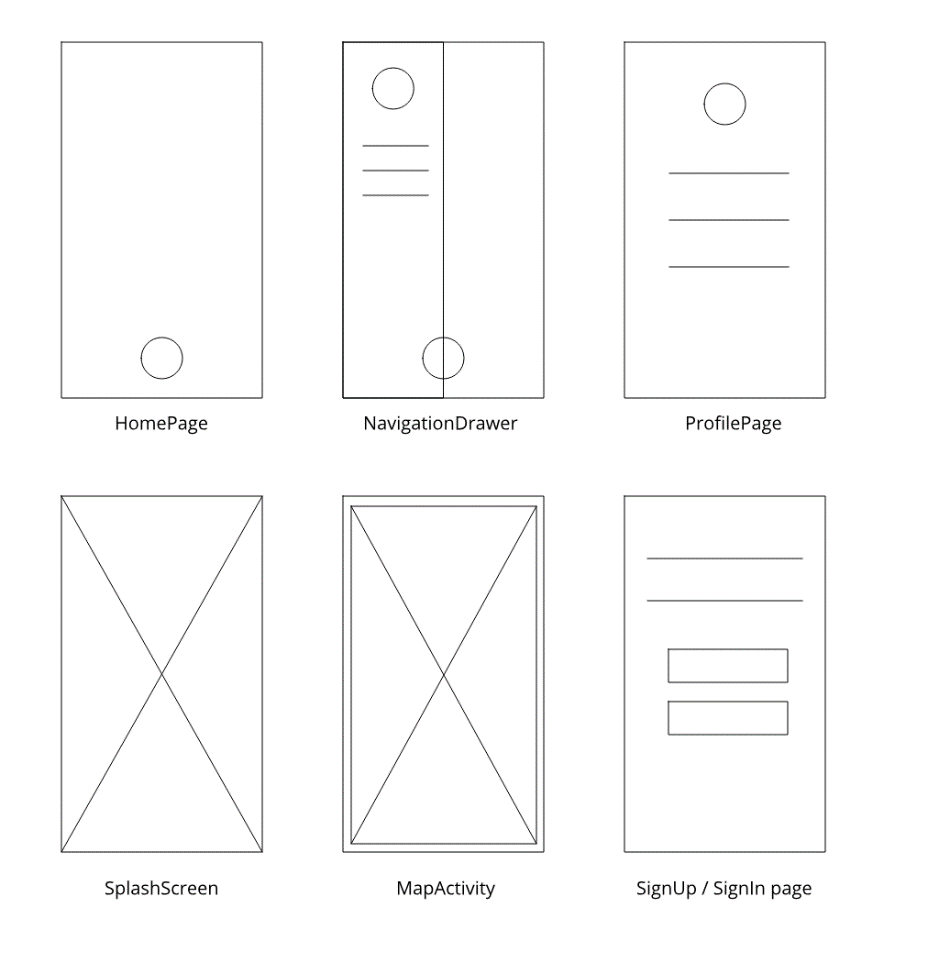 HomePage
NavigationDrawer
ProfilePage
SplashScreen
MapActivity
SignUp / SignIn page